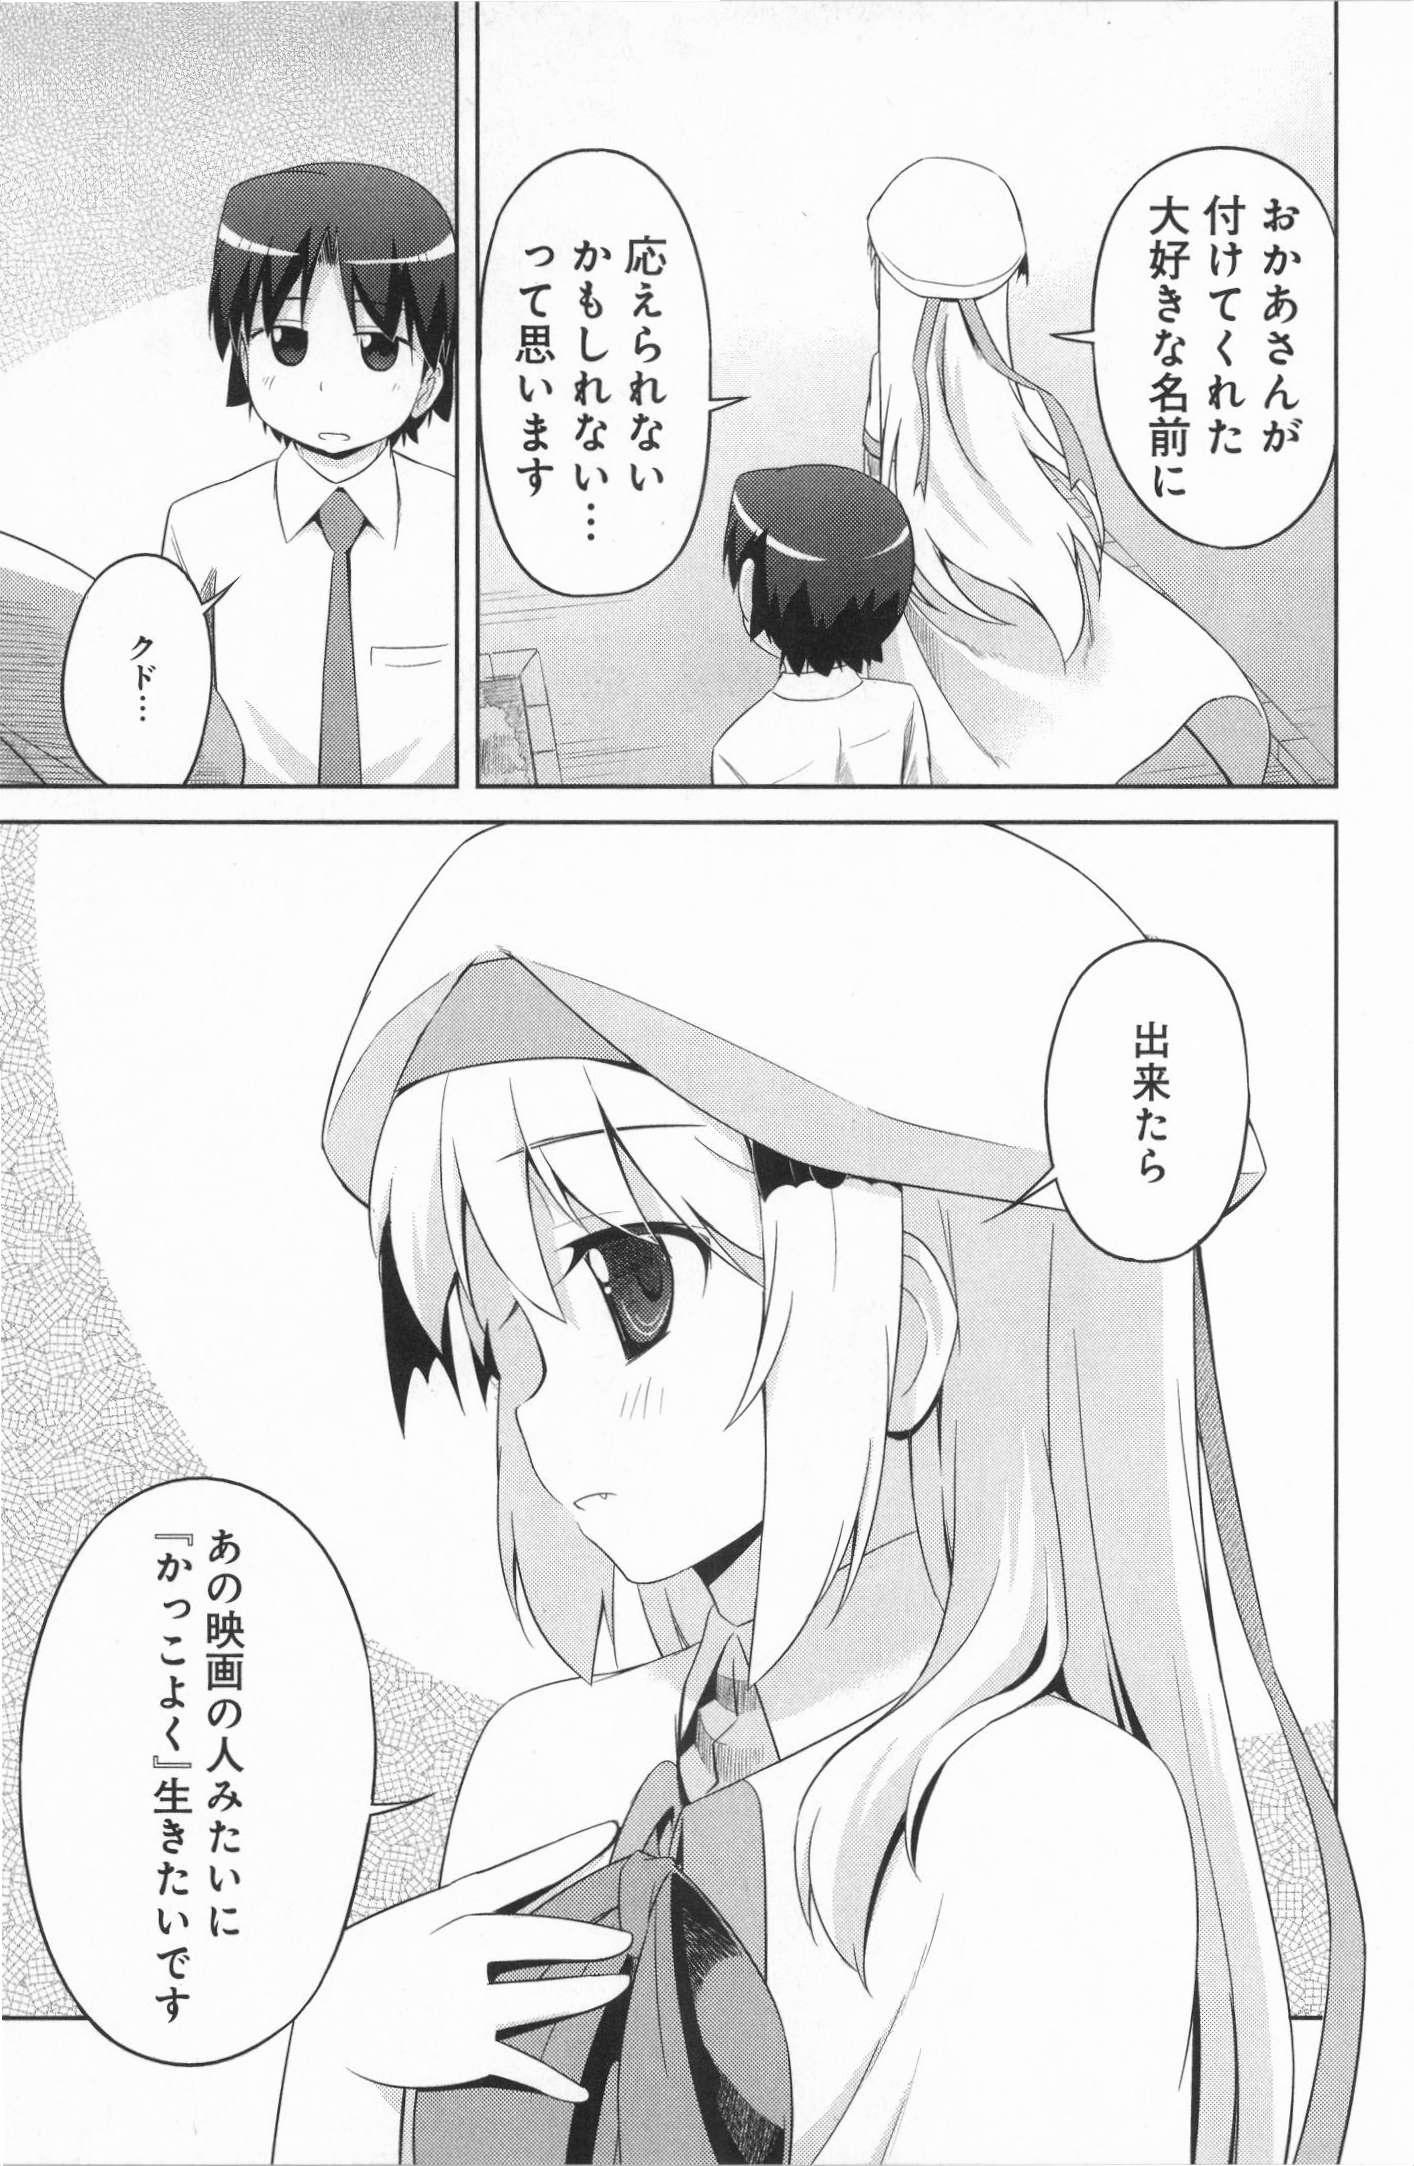 おかあさんが
付けてくれた
大好きな名前に
応えられない
かもしれない…
って思います
クド…
出来たら
あの映画の人みたいに
『かっこよく』生きたいです